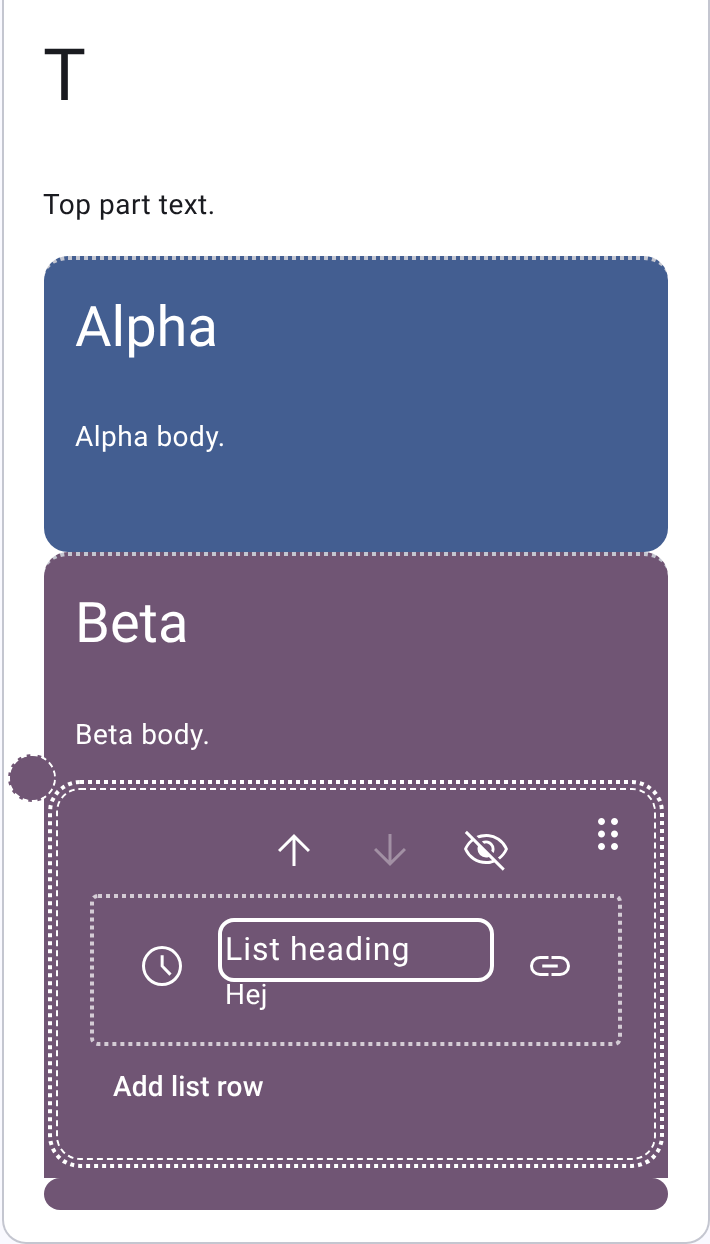 T
Top part text.
Alpha
Alpha body.
Beta
Beta body.
List heading
Hej
Add list row